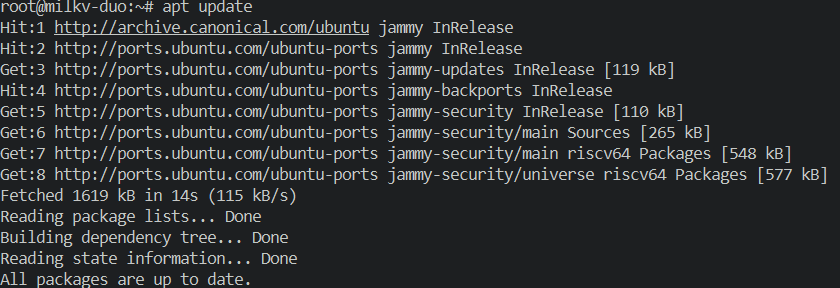 root@milkv-duo:~# apt update
Hit:1 http://archive.canonical.com/ubuntu jammy InRelease
Hit:2 http://ports.ubuntu.com/ubuntu-ports jammy InRelease
Get:3 http://ports.ubuntu.com/ubuntu-ports jammy-updates InRelease [119 kB]
Hit:4 http://ports.ubuntu.com/ubuntu-ports jammy-backports InRelease
Get:5 http://ports.ubuntu.com/ubuntu-ports jammy-security InRelease [110 kB]
Get:6 http://ports.ubuntu.com/ubuntu-ports jammy-security/main Sources [265 kB]
Get:7 http://ports.ubuntu.com/ubuntu-ports jammy-security/main riscv64 Packages [548 kB]
Get:8 http://ports.ubuntu.com/ubuntu-ports jammy-security/universe riscv64 Packages [577 kB]
Fetched 1619 kB in 14s (115 kB/s)
Reading package lists... Done
Building dependency tree... Done
Reading state information... Done
All packages are up to date.